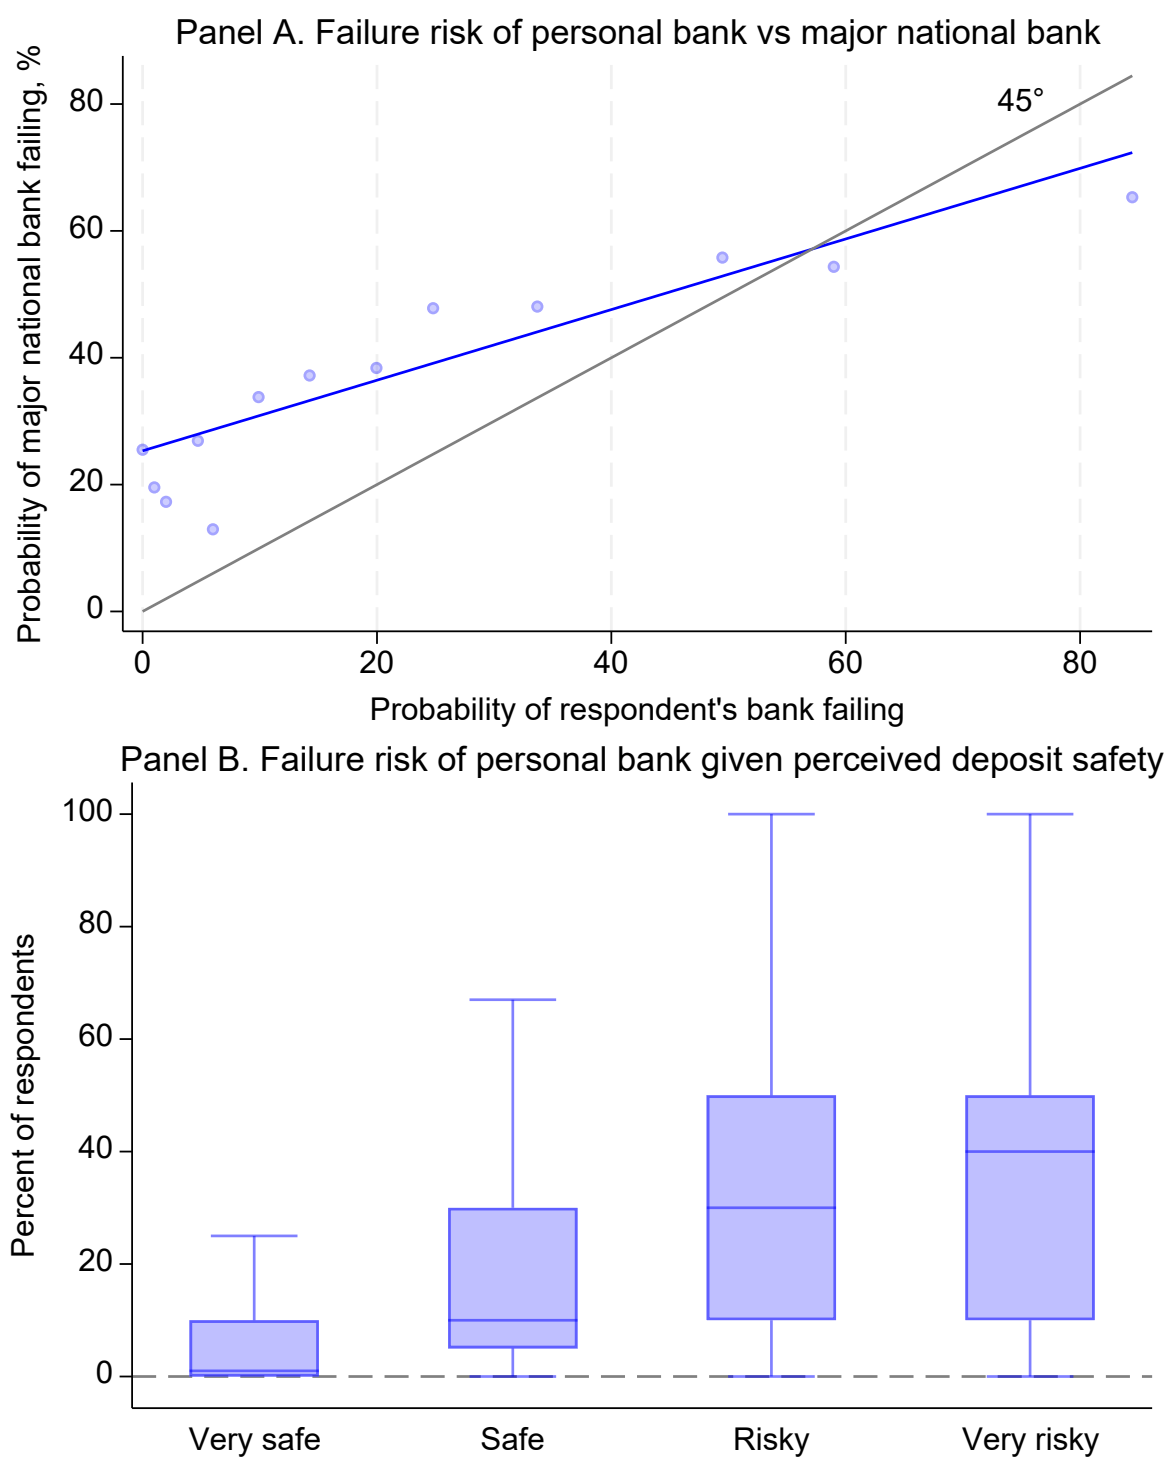 Panel A. Failure risk of personal bank vs major national bank
Probability of major national bank failing, %
80
60
40
20
0
45°
0 20 40 60 80
Probability of respondent's bank failing
Panel B. Failure risk of personal bank given perceived deposit safety
Percent of respondents
100
80
60
40
20
0
Very safe Safe Risky Very risky